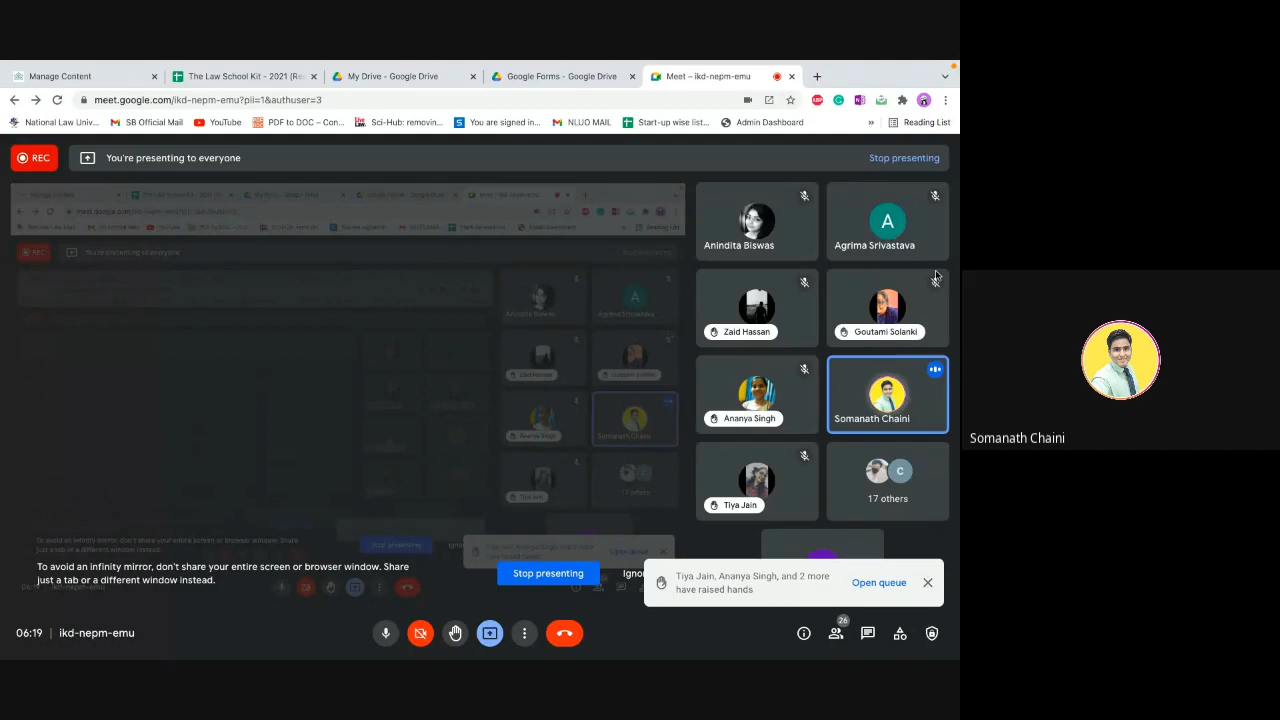 Manage Content
The Law School Kit - 2021 (Re:
My Drive - Google Drive
Google Forms - Google Drive
Meet – ikd-nepm-emu
meet.google.com/ikd-nepm-emu?pli=1&authuser=3
National Law Univ...
SB Official Mail
YouTube
PDF to DOC – Con...
Sci-Hub: removin...
You are signed in...
NLUO MAIL
Start-up wise list...
Admin Dashboard
»
Reading List
REC
You're presenting to everyone
Stop presenting
Anindita Biswas
A
Agrima Srivastava
Zaid Hassan
Goutami Solanki
Ananya Singh
Somanath Chaini
Tiya Jain
C
17 others
To avoid an infinity mirror, don't share your entire screen or browser window. Share
just a tab or a different window instead.
Stop presenting
Ignor
Tiya Jain, Ananya Singh, and 2 more
have raised hands
Open queue
06:19 | ikd-nepm-emu
26
Somanath Chaini